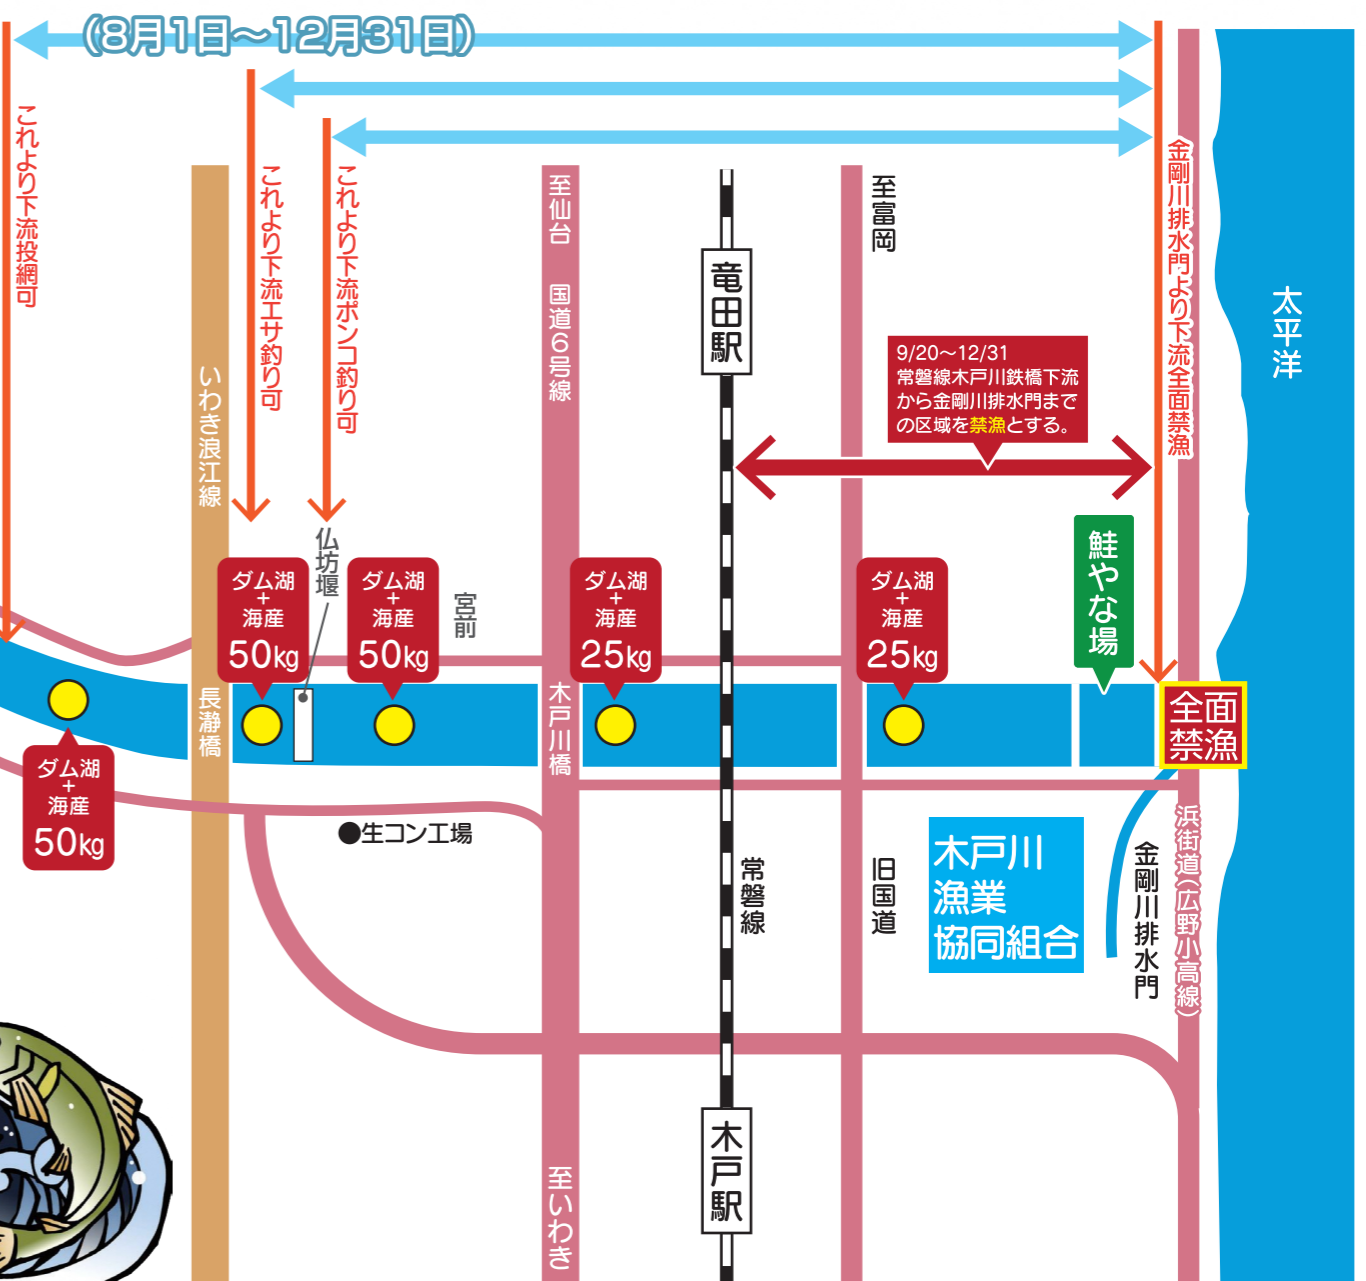 (8月1日〜12月31日)
これより下流投網可
これより下流エサ釣り可
これより下流ポンコ釣り可
金剛川排水門より下流全面禁漁
至仙台 国道6号線
至富岡
竜田駅
太平洋
いわき浪江線
9/20〜12/31
常磐線木戸川鉄橋下流
から金剛川排水門まで
の区域を禁漁とする。
仏坊堰
宮前
鮭やな場
ダム湖
+
海産
50kg
ダム湖
+
海産
50kg
ダム湖
+
海産
25kg
ダム湖
+
海産
25kg
長瀞橋
木戸川橋
全面
禁漁
ダム湖
+
海産
50kg
●生コン工場
常磐線
旧国道
木戸川
漁業
協同組合
金剛川排水門
浜街道(広野小高線)
木戸駅
至いわき